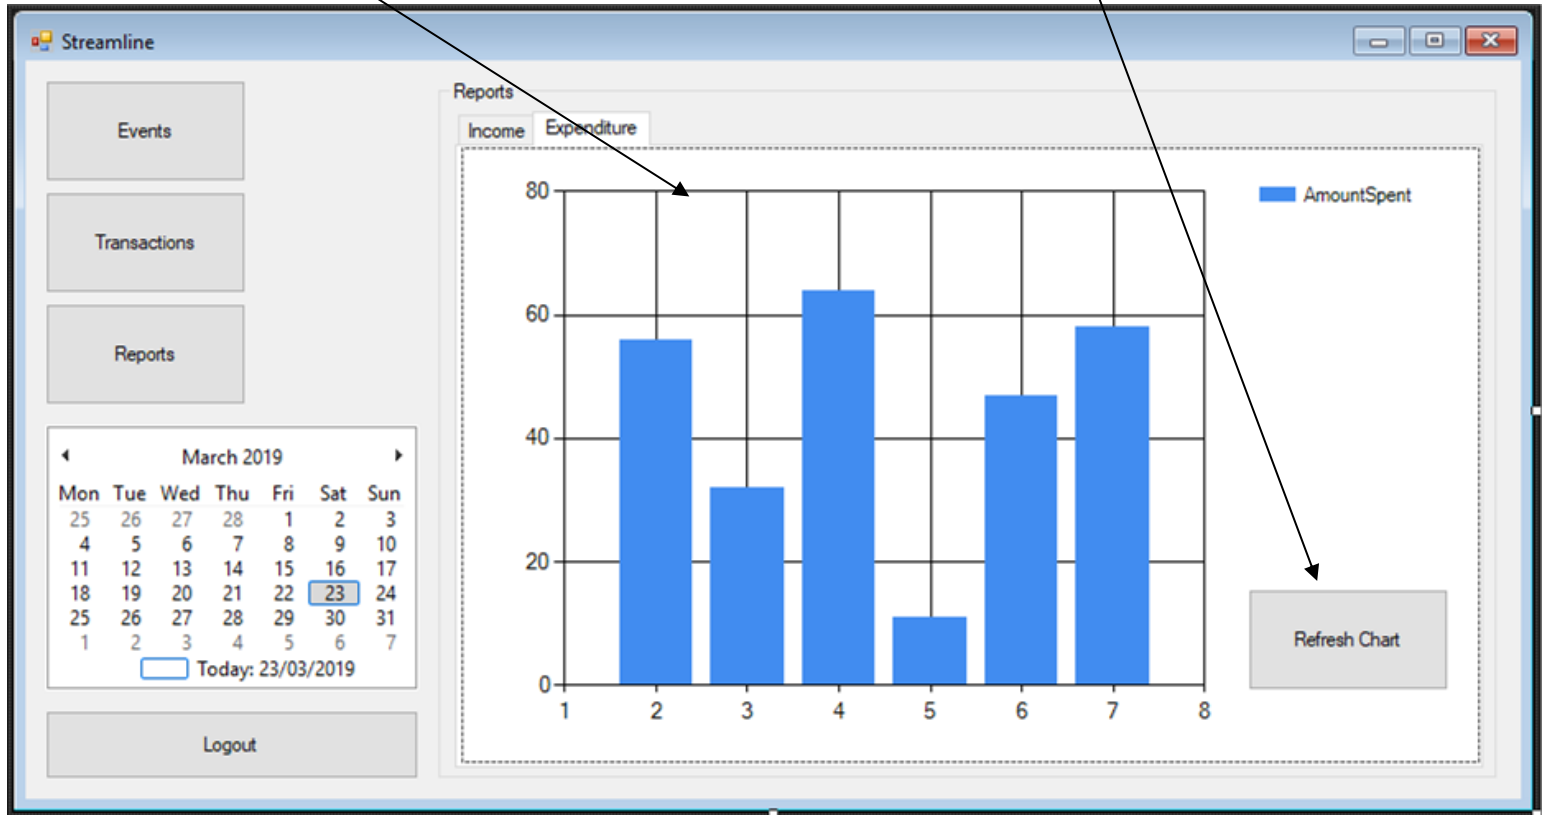 Streamline
Events
Transactions
Reports
March 2019
Mon Tue Wed Thu Fri Sat Sun
25 26 27 28 1 2 3
4 5 6 7 8 9 10
11 12 13 14 15 16 17
18 19 20 21 22 23 24
25 26 27 28 29 30 31
1 2 3 4 5 6 7
Today: 23/03/2019
Logout
Reports
Income Expenditure
80
60
40
20
0
1 2 3 4 5 6 7 8
AmountSpent
Refresh Chart